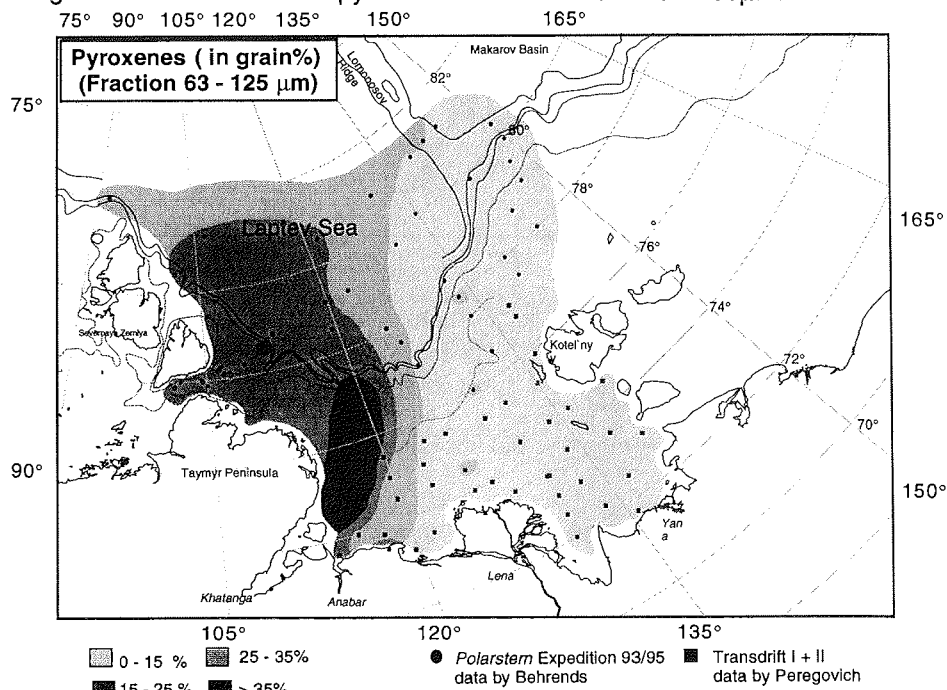 75° 90° 105° 120° 135° 150° 165°
Pyroxenes ( in grain%)
(Fraction 63 - 125 µm)
Makarov Basin
Lomonosov
Ridge
82°
80°
75°
78°
Laptev Sea
165°
76°
74°
Severnaya Zemlya
Kotel´ny
72°
70°
90°
Taymyr Peninsula
150°
Yan
a
Lena
Khatanga
Anabar
105° 120° 135°
0 - 15 % 25 - 35%
15 - 25 % > 35%
Polarstern Expedition 93/95
data by Behrends
Transdrift I + II
data by Peregovich